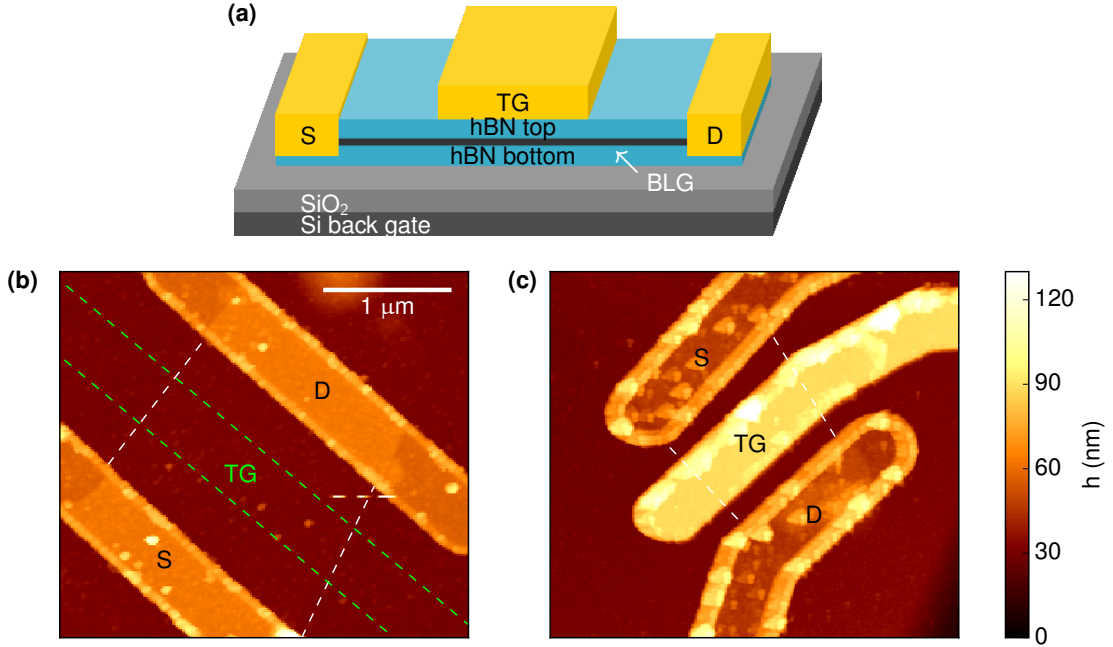 (a)
TG
S
hBN top
D
hBN bottom
BLG
SiO₂
Si back gate
(b)
1 μm
D
TG
S
(c)
S
TG
D
120
90
60
30
0
h (nm)